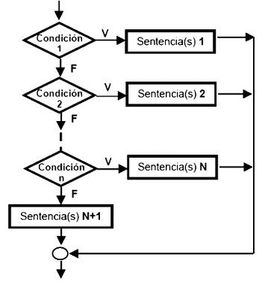 Condición
1
V
Sentencia(s) 1
F
Condición
2
V
Sentencia(s) 2
F
Condición
n
V
Sentencia(s) N
F
Sentencia(s) N+1